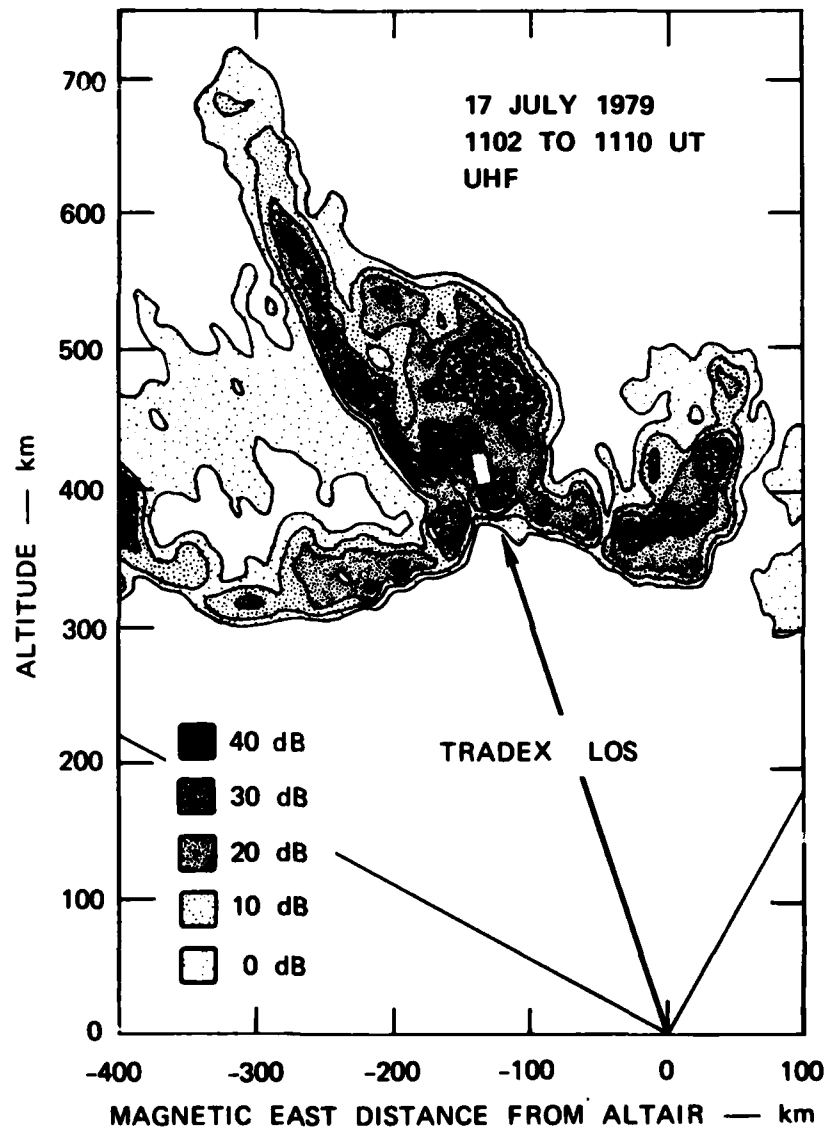 17 JULY 1979
1102 TO 1110 UT
UHF
700
600
500
400
300
200
100
0
ALTITUDE — km
40 dB
30 dB
20 dB
10 dB
0 dB
TRADEX LOS
-400 -300 -200 -100 0 100
MAGNETIC EAST DISTANCE FROM ALTAIR — km